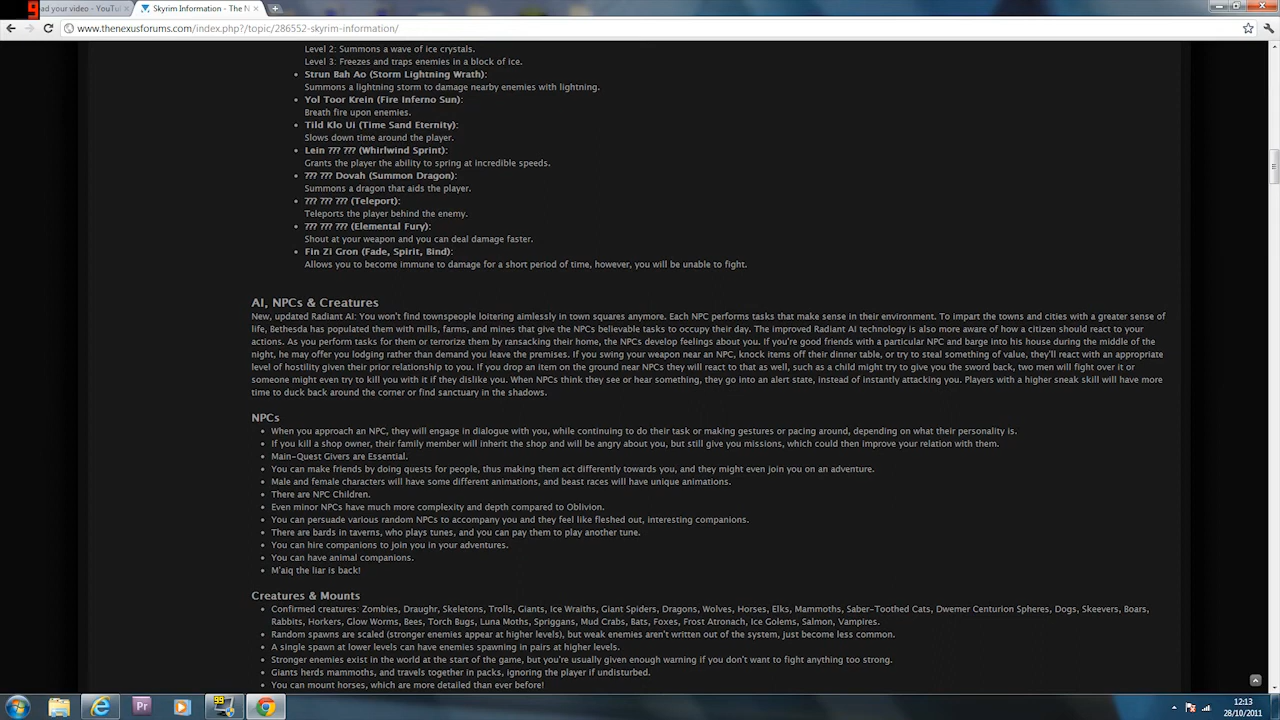 ad your video - YouTu
Skyrim Information - The N
www.thenexusforums.com/index.php?/topic/286552-skyrim-information/
Level 2: Summons a wave of ice crystals.
Level 3: Freezes and traps enemies in a block of ice.
• Strun Bah Ao (Storm Lightning Wrath):
Summons a lightning storm to damage nearby enemies with lightning.
• Yol Toor Krein (Fire Inferno Sun):
Breath fire upon enemies.
• Tiid Klo Ui (Time Sand Eternity):
Slows down time around the player.
• Lein ??? ??? (Whirlwind Sprint):
Grants the player the ability to spring at incredible speeds.
• ??? ??? Dovah (Summon Dragon):
Summons a dragon that aids the player.
• ??? ??? ??? (Teleport):
Teleports the player behind the enemy.
• ??? ??? ??? (Elemental Fury):
Shout at your weapon and you can deal damage faster.
• Fin Zi Gron (Fade, Spirit, Bind):
Allows you to become immune to damage for a short period of time, however, you will be unable to fight.
AI, NPCs & Creatures
New, updated Radiant AI: You won't find townspeople loitering aimlessly in town squares anymore. Each NPC performs tasks that make sense in their environment. To impart the towns and cities with a greater sense of
life, Bethesda has populated them with mills, farms, and mines that give the NPCs believable tasks to occupy their day. The improved Radiant AI technology is also more aware of how a citizen should react to your
actions. As you perform tasks for them or terrorize them by ransacking their home, the NPCs develop feelings about you. If you're good friends with a particular NPC and barge into his house during the middle of the
night, he may offer you lodging rather than demand you leave the premises. If you swing your weapon near an NPC, knock items off their dinner table, or try to steal something of value, they'll react with an appropriate
level of hostility given their prior relationship to you. If you drop an item on the ground near NPCs they will react to that as well, such as a child might try to give you the sword back, two men will fight over it or
someone might even try to kill you with it if they dislike you. When NPCs think they see or hear something, they go into an alert state, instead of instantly attacking you. Players with a higher sneak skill will have more
time to duck back around the corner or find sanctuary in the shadows.
NPCs
• When you approach an NPC, they will engage in dialogue with you, while continuing to do their task or making gestures or pacing around, depending on what their personality is.
• If you kill a shop owner, their family member will inherit the shop and will be angry about you, but still give you missions, which could then improve your relation with them.
• Main-Quest Givers are Essential.
• You can make friends by doing quests for people, thus making them act differently towards you, and they might even join you on an adventure.
• Male and female characters will have some different animations, and beast races will have unique animations.
• There are NPC Children.
• Even minor NPCs have much more complexity and depth compared to Oblivion.
• You can persuade various random NPCs to accompany you and they feel like fleshed out, interesting companions.
• There are bards in taverns, who plays tunes, and you can pay them to play another tune.
• You can hire companions to join you in your adventures.
• You can have animal companions.
• M'aiq the liar is back!
Creatures & Mounts
• Confirmed creatures: Zombies, Draughr, Skeletons, Trolls, Giants, Ice Wraiths, Giant Spiders, Dragons, Wolves, Horses, Elks, Mammoths, Saber-Toothed Cats, Dwemer Centurion Spheres, Dogs, Skeevers, Boars,
Rabbits, Horkers, Glow Worms, Bees, Torch Bugs, Luna Moths, Spriggans, Mud Crabs, Bats, Foxes, Frost Atronach, Ice Golems, Salmon, Vampires.
• Random spawns are scaled (stronger enemies appear at higher levels), but weak enemies aren't written out of the system, just become less common.
• A single spawn at lower levels can have enemies spawning in pairs at higher levels.
• Stronger enemies exist in the world at the start of the game, but you're usually given enough warning if you don't want to fight anything too strong.
• Giants herds mammoths, and travels together in packs, ignoring the player if undisturbed.
• You can mount horses, which are more detailed than ever before!
Pr
99
12:13
28/10/2011